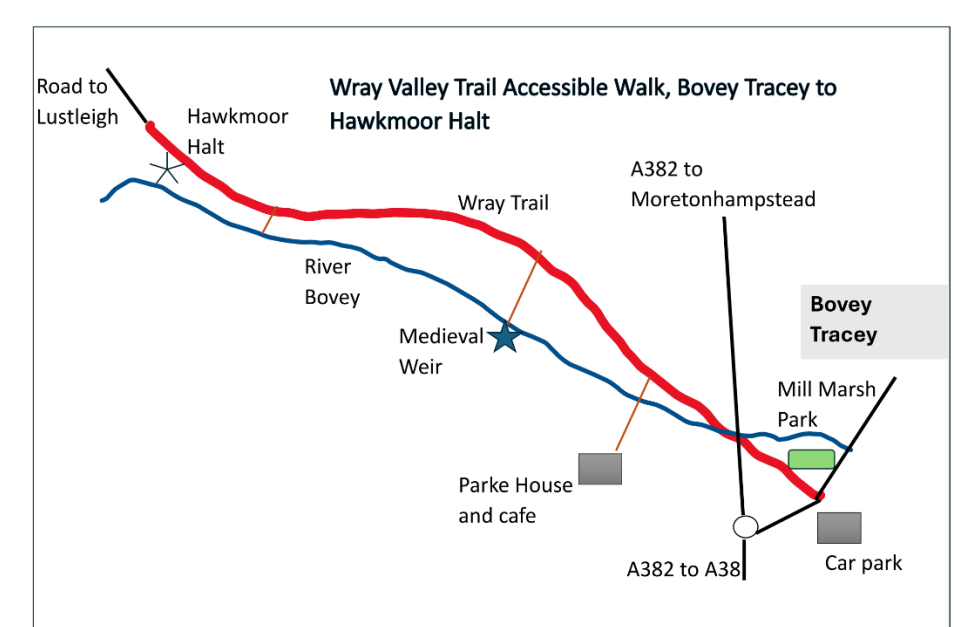 Wray Valley Trail Accessible Walk, Bovey Tracey to
Hawkmoor Halt
Road to
Lustleigh
Hawkmoor
Halt
A382 to
Moretonhampstead
Wray Trail
River
Bovey
Bovey
Tracey
Medieval
Weir
Mill Marsh
Park
Parke House
and cafe
A382 to A38
Car park